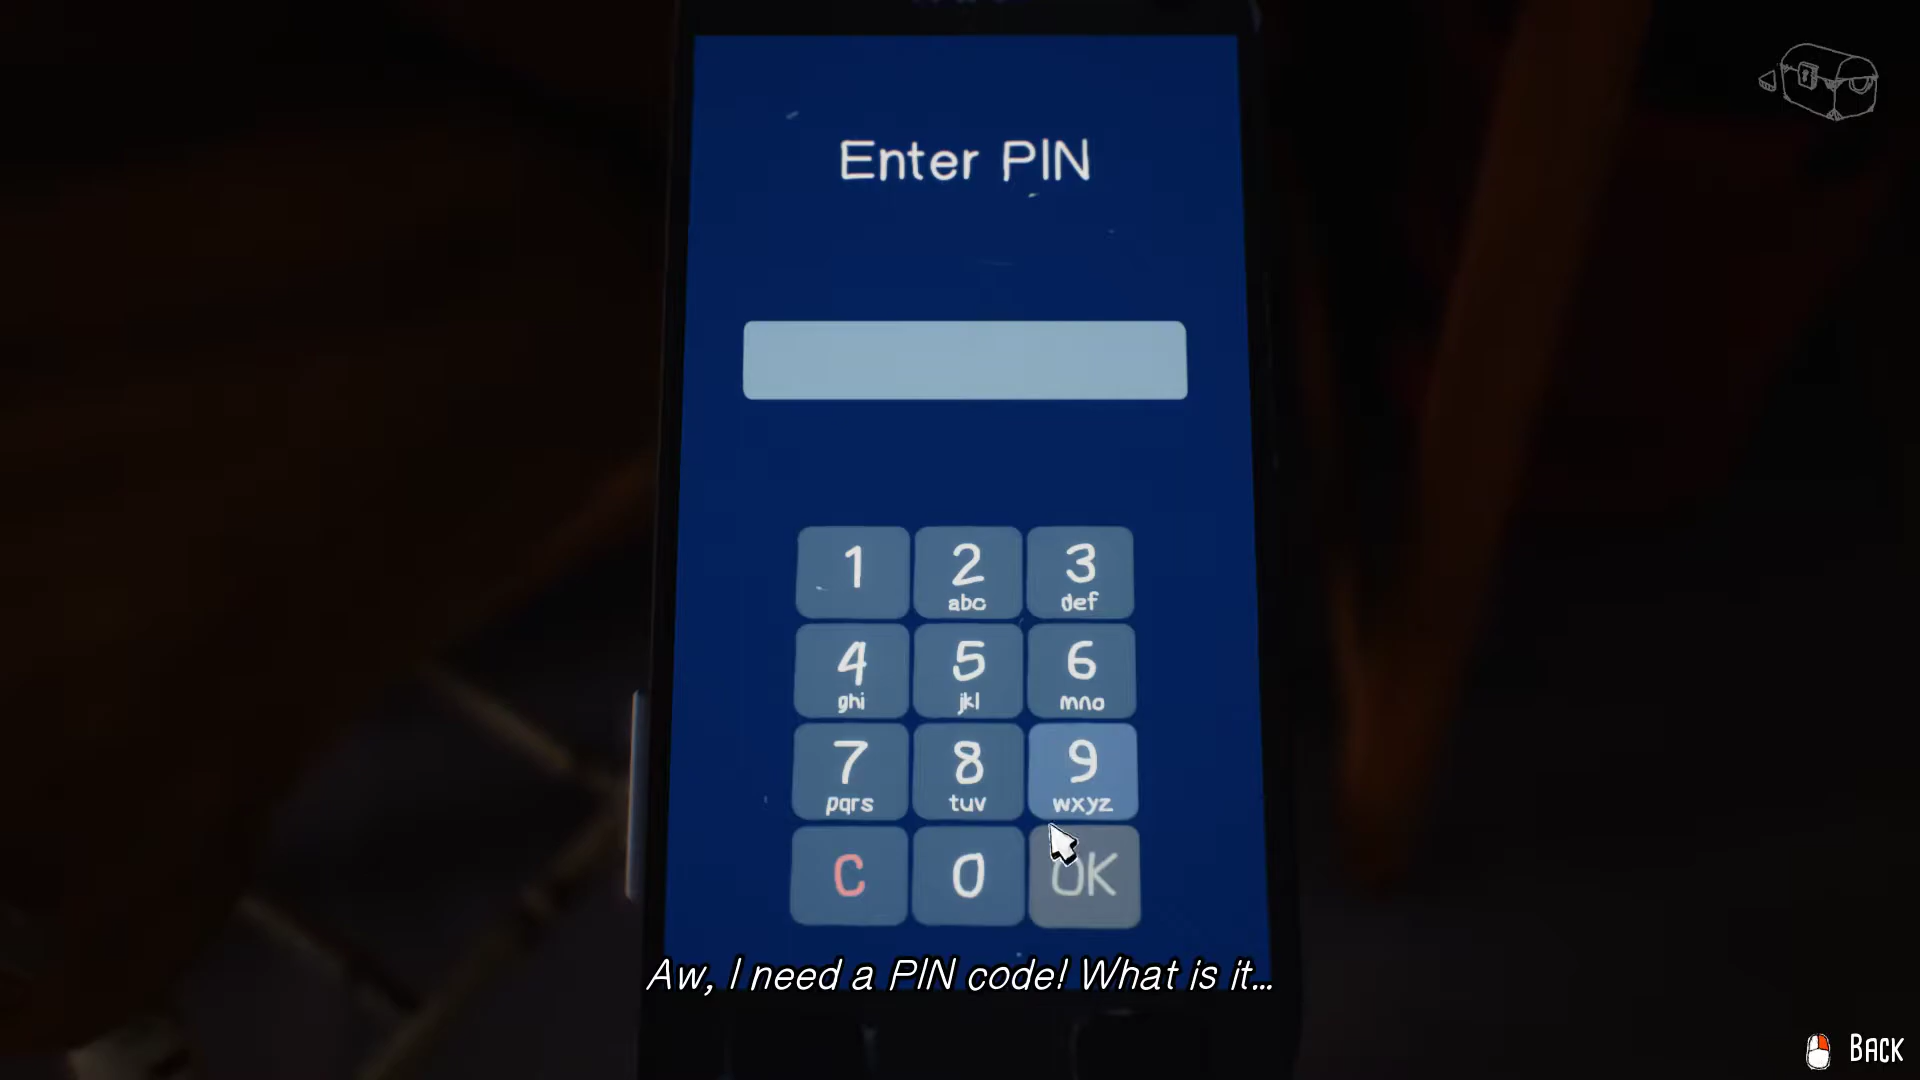 Enter PIN
1
2
abc
3
def
4
ghi
5
jkl
6
mno
7
pqrs
8
tuv
9
wxyz
C
0
OK
Aw, I need a PIN code! What is it...
BACK